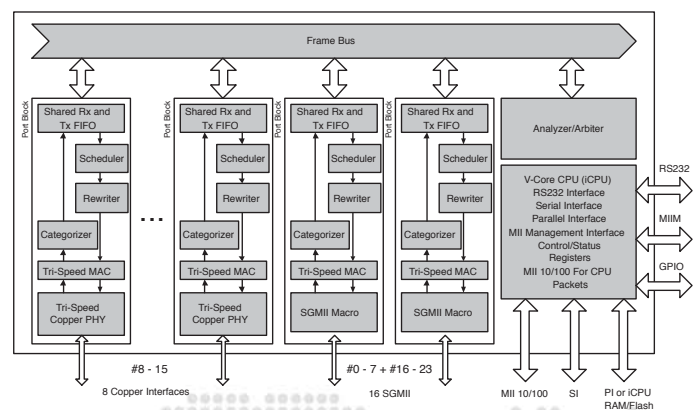 Frame Bus
Port Block
Shared Rx and
Tx FIFO
Scheduler
Rewriter
Categorizer
Tri-Speed MAC
Tri-Speed
Copper PHY
...
Port Block
Shared Rx and
Tx FIFO
Scheduler
Rewriter
Categorizer
Tri-Speed MAC
Tri-Speed
Copper PHY
Port Block
Shared Rx and
Tx FIFO
Scheduler
Rewriter
Categorizer
Tri-Speed MAC
SGMII Macro
Port Block
Shared Rx and
Tx FIFO
Scheduler
Rewriter
Categorizer
Tri-Speed MAC
SGMII Macro
Analyzer/Arbiter
V-Core CPU (iCPU)
RS232 Interface
Serial Interface
Parallel Interface
MII Management Interface
Control/Status
Registers
MII 10/100 For CPU
Packets
RS232
MIIM
GPIO
#8 - 15
#0 - 7 + #16 - 23
8 Copper Interfaces
16 SGMII
MII 10/100
SI
PI or iCPU
RAM/Flash